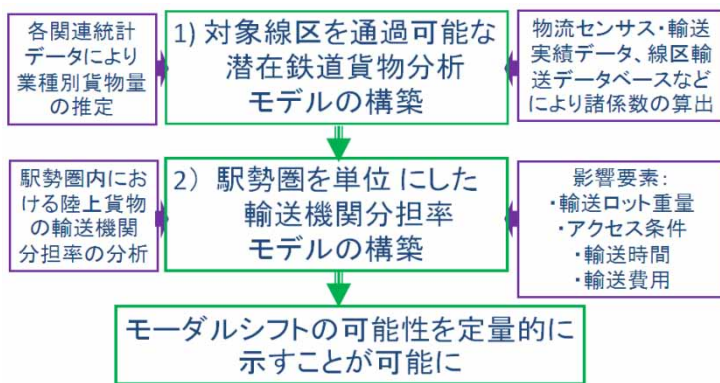 各関連統計
データにより
業種別貨物量
の推定
1) 対象線区を通過可能な
潜在鉄道貨物分析
モデルの構築
物流センサス・輸送
実績データ、線区輸
送データベースなど
により諸係数の算出
駅勢圏内にお
ける陸上貨物
の輸送機関
分担率の分析
2) 駅勢圏を単位 にした
輸送機関分担率
モデルの構築
影響要素:
・輸送ロット重量
・アクセス条件
・輸送時間
・輸送費用
モーダルシフトの可能性を定量的に
示すことが可能に